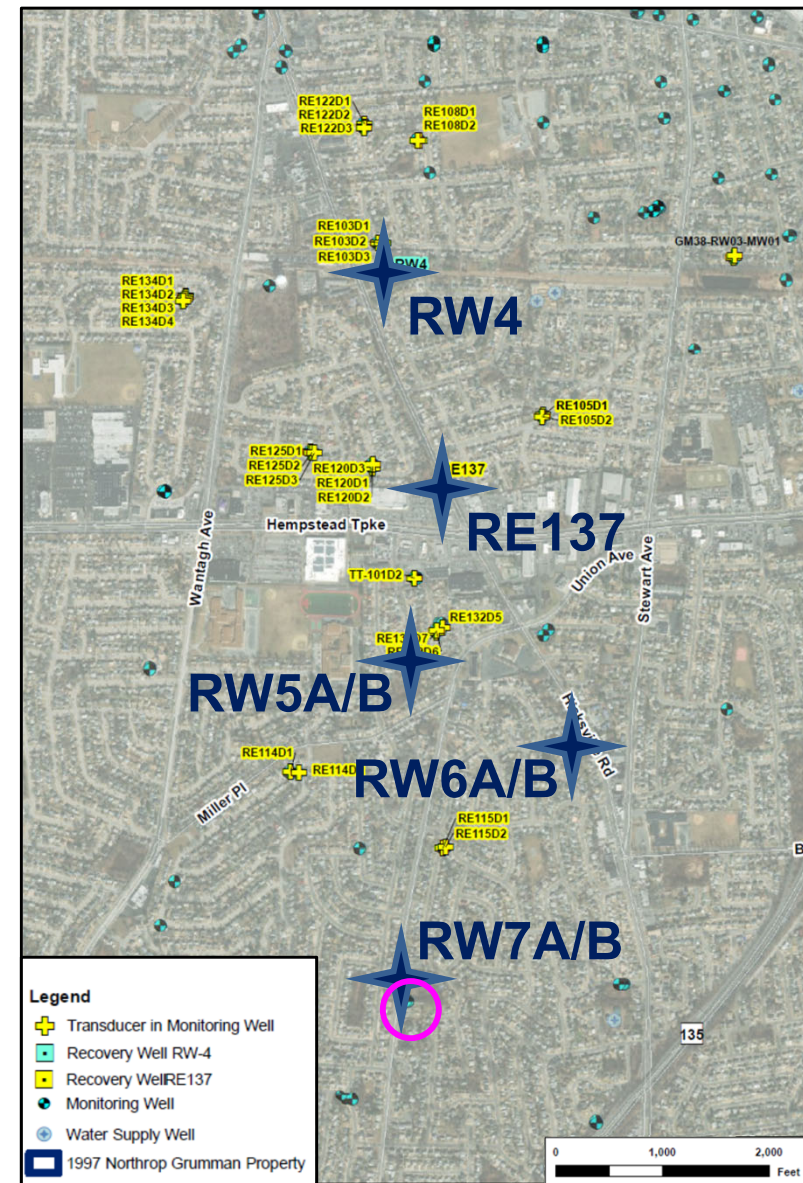 RE122D1
RE122D2
RE122D3
RE108D1
RE108D2
RE103D1
RE103D2
RE103D3
RW4
GM38-RW03-MW01
RE134D1
RE134D2
RE134D3
RE134D4
RW4
RE105D1
RE105D2
RE125D1
RE125D2
RE125D3
RE120D3
RE120D1
RE120D2
E137
RE137
Hempstead Tpke
Wantagh Ave
Union Ave
Stewart Ave
TT-101D2
RE132D5
RW5A/B
Rd
RE114D1
RW6A/B
Miller Pl
RE115D1
RE115D2
B
RW7A/B
135
Legend
Transducer in Monitoring Well
Recovery Well RW-4
Recovery WellRE137
Monitoring Well
Water Supply Well
1997 Northrop Grumman Property
0 1,000 2,000
Feet